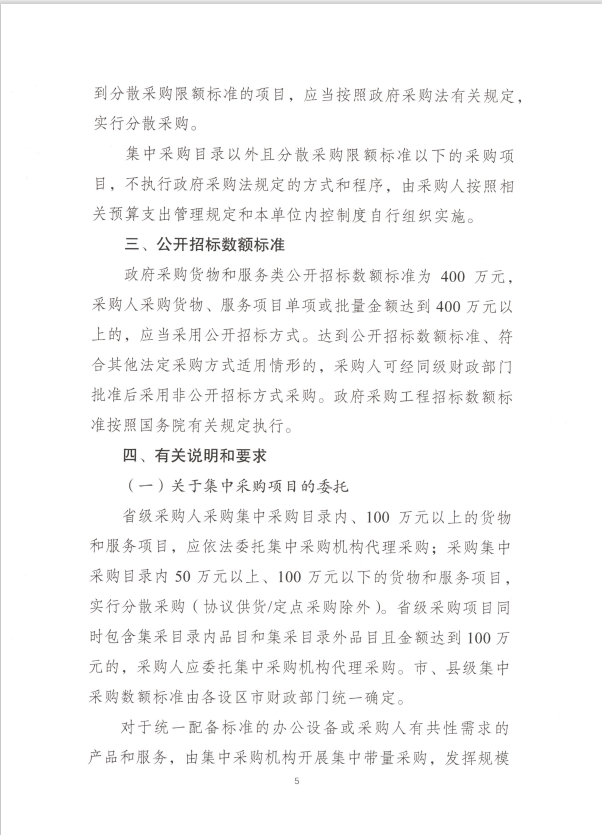 到分散采购限额标准的项目，应当按照政府采购法有关规定，
实行分散采购。
集中采购目录以外且分散采购限额标准以下的采购项
目，不执行政府采购法规定的方式和程序，由采购人按照相
关预算支出管理规定和本单位内控制度自行组织实施。
三、公开招标数额标准
政府采购货物和服务类公开招标数额标准为 400 万元，
采购人采购货物、服务项目单项或批量金额达到 400 万元以
上的，应当采用公开招标方式。达到公开招标数额标准、符
合其他法定采购方式适用情形的，采购人可经同级财政部门
批准后采用非公开招标方式采购。政府采购工程招标数额标
准按照国务院有关规定执行。
四、有关说明和要求
（一）关于集中采购项目的委托
省级采购人采购集中采购目录内、100 万元以上的货物
和服务项目，应依法委托集中采购机构代理采购；采购集中
采购目录内 50 万元以上、100 万元以下的货物和服务项目，
实行分散采购（协议供货/定点采购除外）。省级采购项目同
时包含集采目录内品目和集采目录外品目且金额达到 100 万
元的，采购人应委托集中采购机构代理采购。市、县级集中
采购数额标准由各设区市财政部门统一确定。
对于统一配备标准的办公设备或采购人有共性需求的
产品和服务，由集中采购机构开展集中带量采购，发挥规模
5